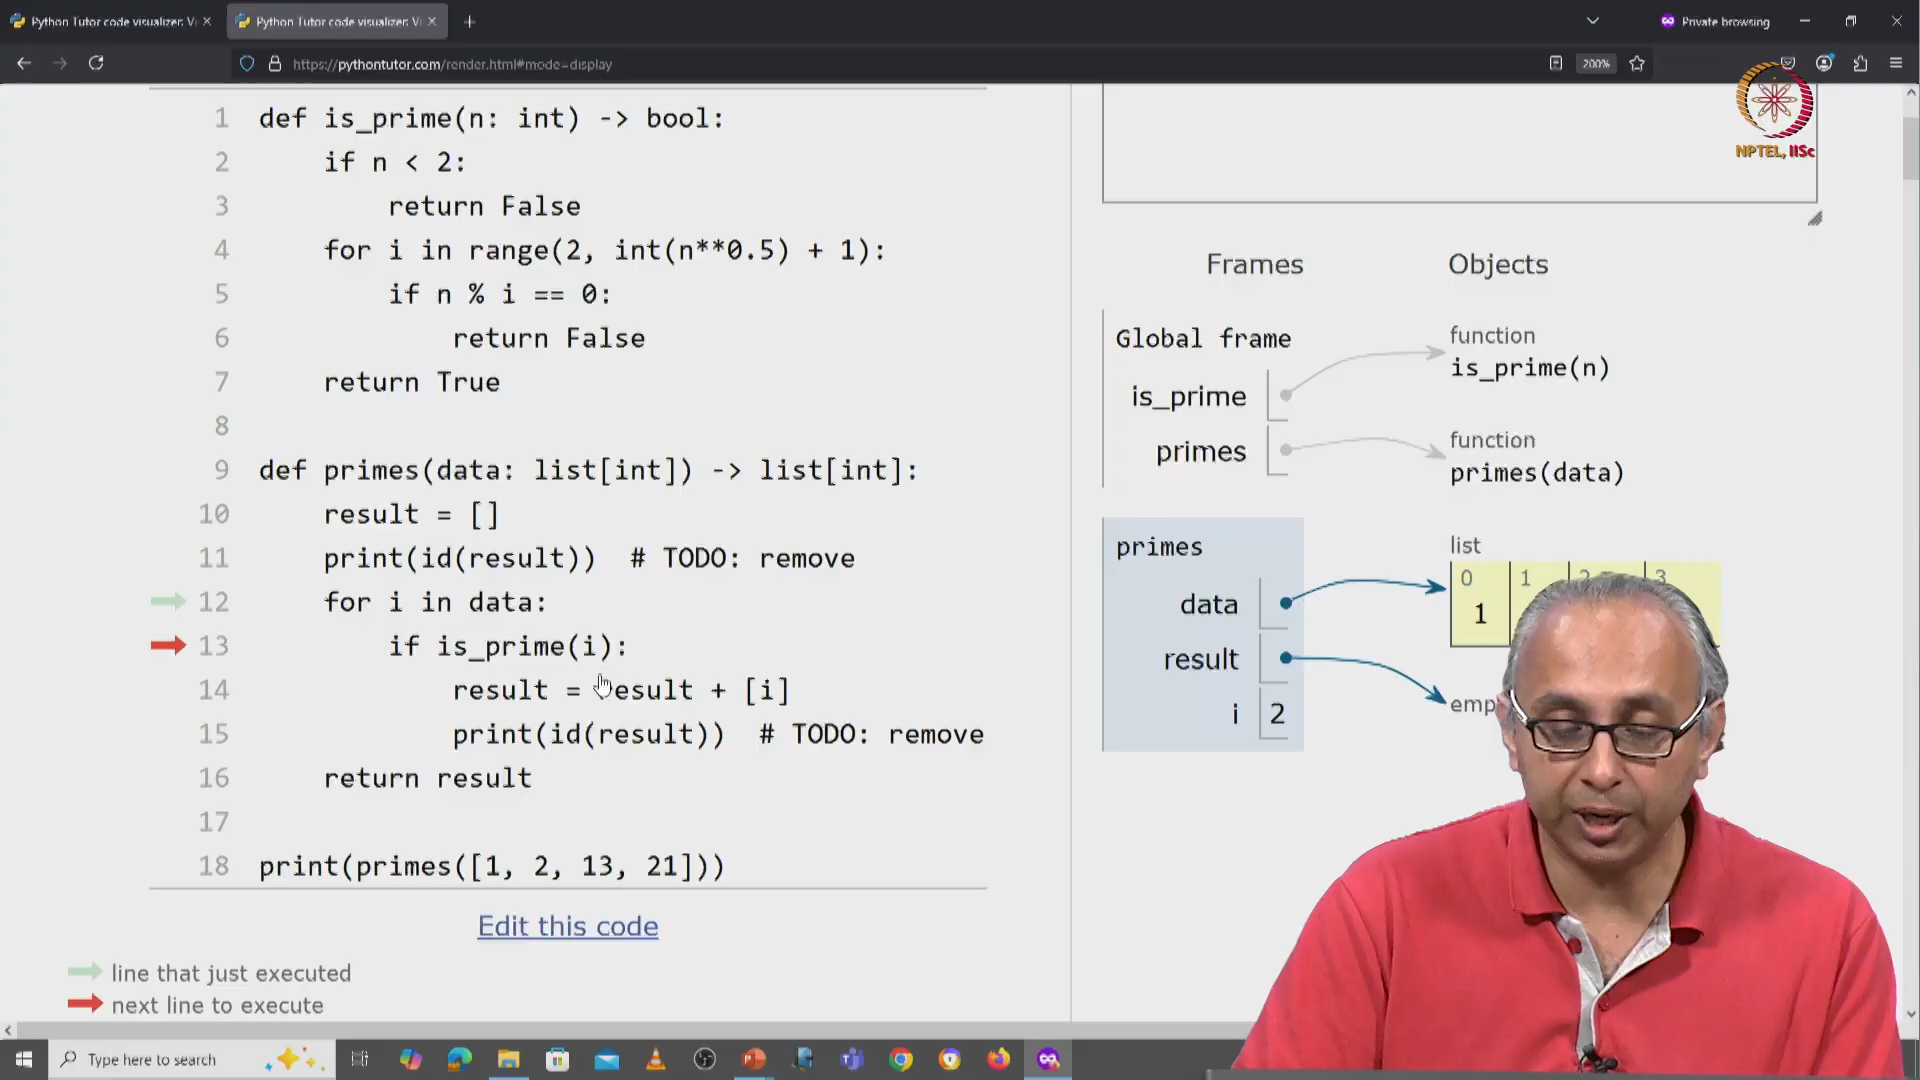 Python Tutor code visualizer: Vi
Python Tutor code visualizer: Vi
Private browsing
https://pythontutor.com/render.html#mode=display
200%
NPTEL, IISc
1 def is_prime(n: int) -> bool:
2 if n < 2:
3 return False
4 for i in range(2, int(n**0.5) + 1):
5 if n % i == 0:
6 return False
7 return True
8
9 def primes(data: list[int]) -> list[int]:
10 result = []
11 print(id(result)) # TODO: remove
12 for i in data:
13 if is_prime(i):
14 result = result + [i]
15 print(id(result)) # TODO: remove
16 return result
17
18 print(primes([1, 2, 13, 21]))
Edit this code
line that just executed
next line to execute
Frames Objects
Global frame
is_prime
primes
function
is_prime(n)
function
primes(data)
primes
data
result
i 2
list
0 1 2 3
1
Type here to search